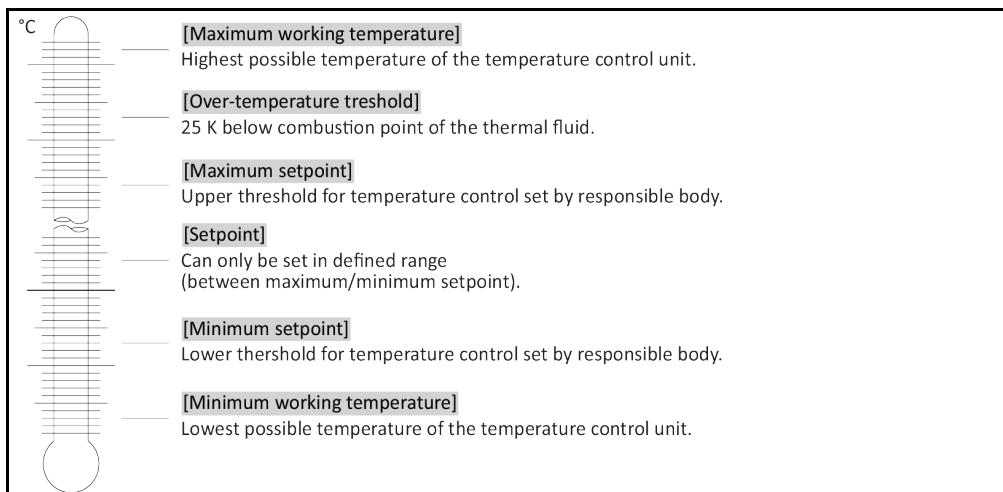 °C
[Maximum working temperature]
Highest possible temperature of the temperature control unit.
[Over-temperature treshold]
25 K below combustion point of the thermal fluid.
[Maximum setpoint]
Upper threshold for temperature control set by responsible body.
[Setpoint]
Can only be set in defined range
(between maximum/minimum setpoint).
[Minimum setpoint]
Lower thershold for temperature control set by responsible body.
[Minimum working temperature]
Lowest possible temperature of the temperature control unit.